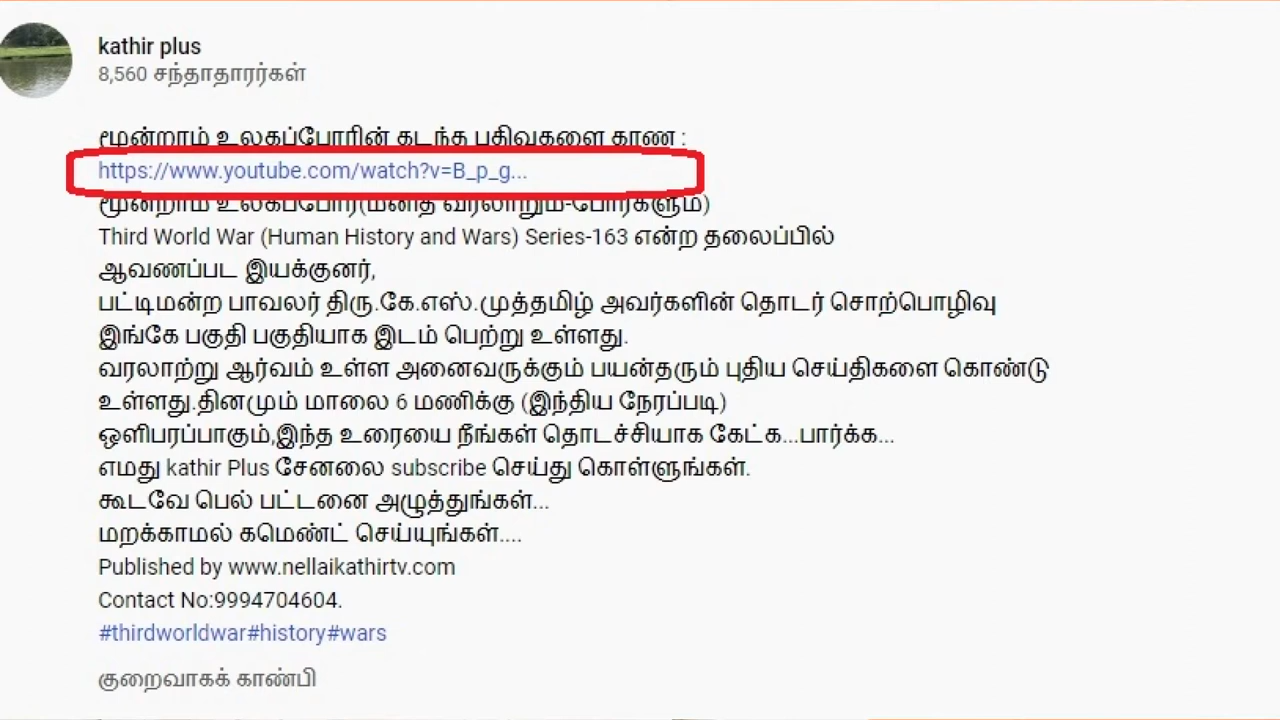 kathir plus
8,560 சந்தாதாரர்கள்
மூன்றாம் உலகப்போரின் கடந்த பதிவுகளை காண :
https://www.youtube.com/watch?v=B_p_g...
மூன்றாம் உலகப்போர்(மனித வரலாறும்-போர்களும்)
Third World War (Human History and Wars) Series-163 என்ற தலைப்பில்
ஆவணப்பட இயக்குனர்,
பட்டிமன்ற பாவலர் திரு.கே.எஸ்.முத்தமிழ் அவர்களின் தொடர் சொற்பொழிவு
இங்கே பகுதி பகுதியாக இடம் பெற்று உள்ளது.
வரலாற்று ஆர்வம் உள்ள அனைவருக்கும் பயன்தரும் புதிய செய்திகளை கொண்டு
உள்ளது.தினமும் மாலை 6 மணிக்கு (இந்திய நேரப்படி)
ஒளிபரப்பாகும்,இந்த உரையை நீங்கள் தொடச்சியாக கேட்க...பார்க்க...
எமது kathir Plus சேனலை subscribe செய்து கொள்ளுங்கள்.
கூடவே பெல் பட்டனை அழுத்துங்கள்...
மறக்காமல் கமெண்ட் செய்யுங்கள்....
Published by www.nellaikathirtv.com
Contact No:9994704604.
#thirdworldwar#history#wars
குறைவாகக் காண்பி